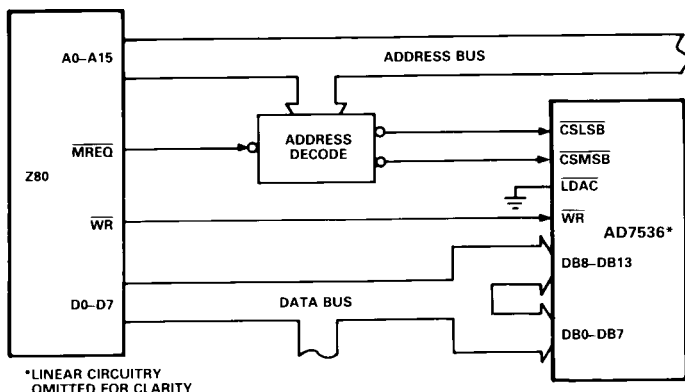 A0–A15
ADDRESS BUS
MREQ
ADDRESS
DECODE
CSLSB
CSMSB
Z80
LDAC
WR
WR
AD7536*
DB8–DB13
D0–D7
DATA BUS
DB0–DB7
*LINEAR CIRCUITRY
OMITTED FOR CLARITY